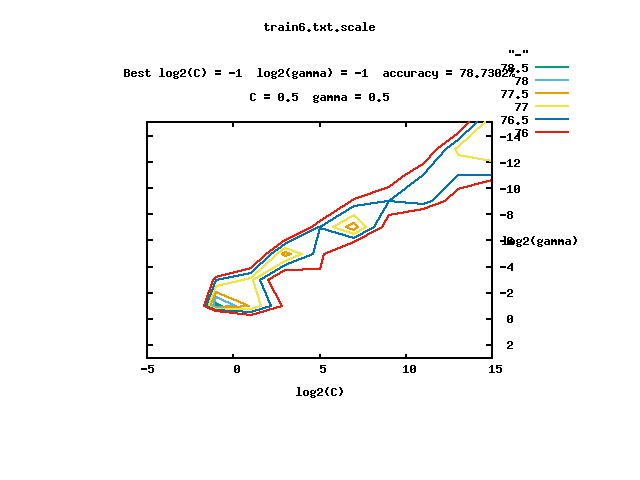 train6.txt.scale
"-"
Best log2(C) = -1  log2(gamma) = -1  accuracy = 78.7302%
78.5
78
C = 0.5  gamma = 0.5
77.5
77
76.5
76
-14
-12
-10
-8
-6
log2(gamma)
-4
-2
0
2
-5 0 5 10 15
log2(C)